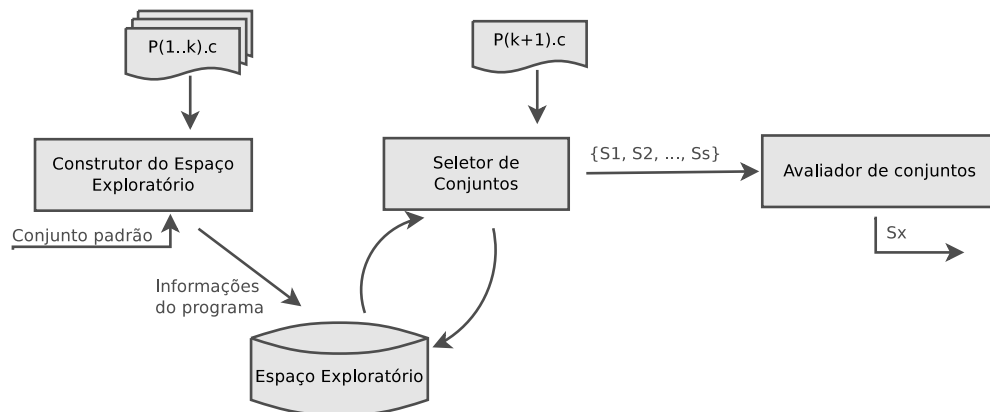 P(1..k).c
P(k+1).c
Construtor do Espaço
Exploratório
Seletor de
Conjuntos
{S1, S2, ..., Ss}
Avaliador de conjuntos
Conjunto padrão
Sx
Informações
do programa
Espaço Exploratório